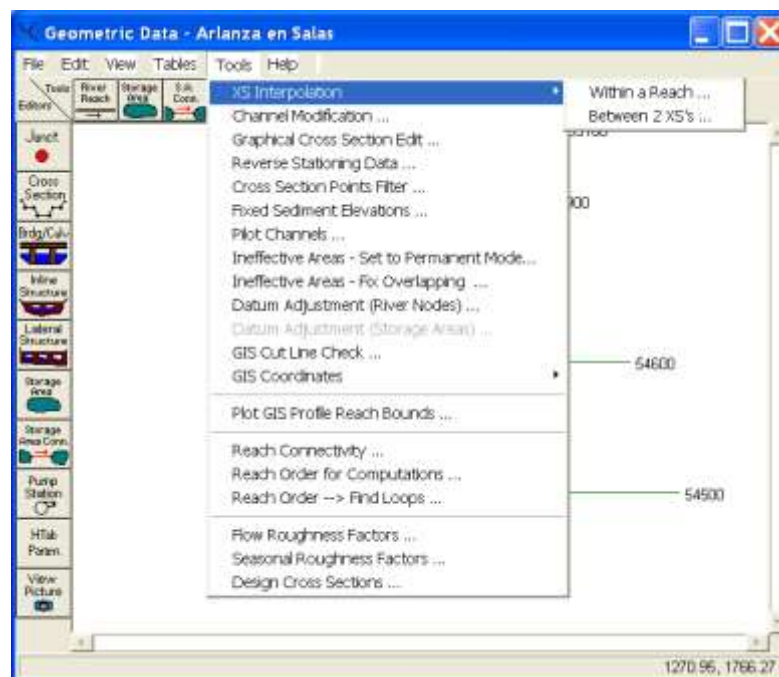 Geometric Data - Arlanza en Salas
File Edit View Tables Tools Help
Tools
Editors
River
Reach
Storage
Area
S.A.
Conn.
XS Interpolation
Within a Reach ...
Between 2 XS's ...
Channel Modification ...
Graphical Cross Section Edit ...
Reverse Stationing Data ...
Cross Section Points Filter ...
Fixed Sediment Elevations ...
Pilot Channels ...
Ineffective Areas - Set to Permanent Mode...
Ineffective Areas - Fix Overlapping ...
Datum Adjustment (River Nodes) ...
Datum Adjustment (Storage Areas) ...
GIS Cut Line Check ...
GIS Coordinates
Plot GIS Profile Reach Bounds ...
Reach Connectivity ...
Reach Order for Computations ...
Reach Order --> Find Loops ...
Flow Roughness Factors ...
Seasonal Roughness Factors ...
Design Cross Sections ...
Junct.
Cross
Section
Brdg/Culv
Inline
Structure
Lateral
Structure
Storage
Area
Storage
Area Conn.
Pump
Station
HTab
Param.
View
Picture
54600
54500
1270.95, 1766.27